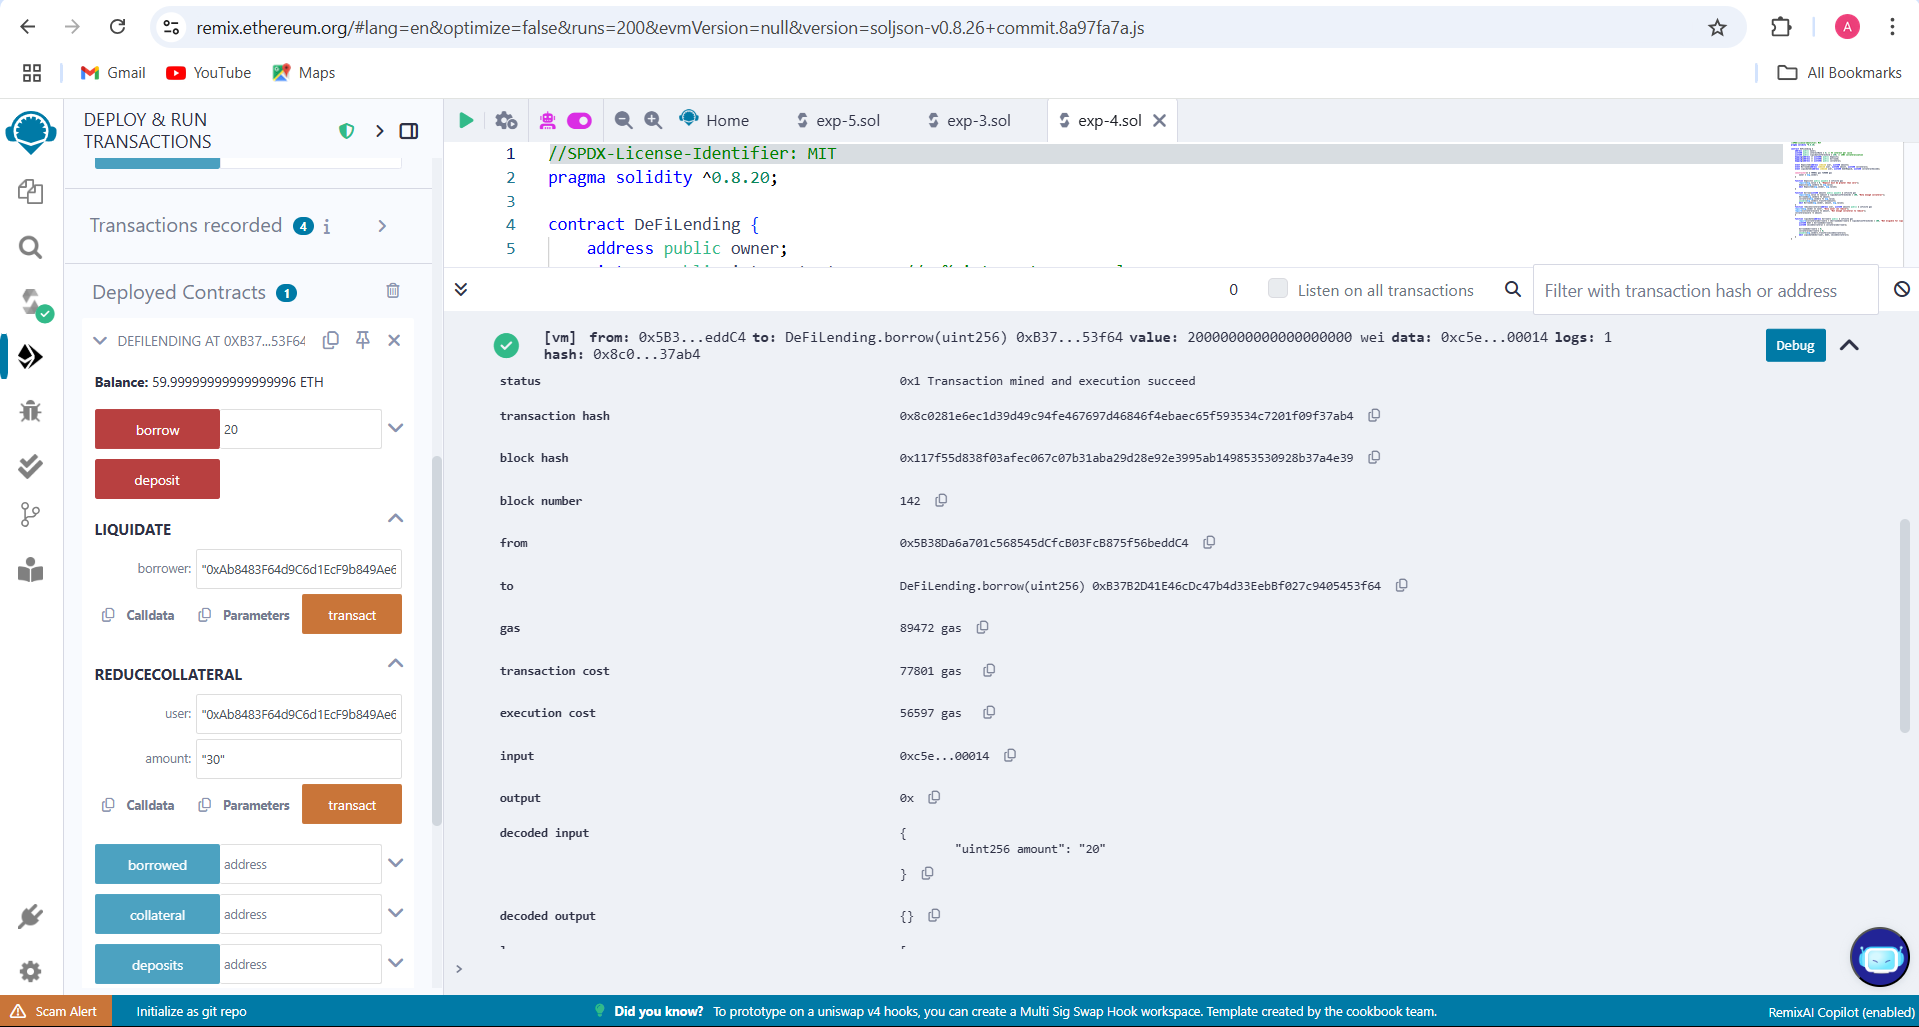 remix.ethereum.org/#lang=en&optimize=false&runs=200&evmVersion=null&version=soljson-v0.8.26+commit.8a97fa7a.js
A
Gmail YouTube Maps
All Bookmarks
DEPLOY & RUN
TRANSACTIONS
Home exp-5.sol exp-3.sol exp-4.sol
1 //SPDX-License-Identifier: MIT
2 pragma solidity ^0.8.20;
3
4 contract DeFiLending {
5 address public owner;
Transactions recorded 4 i
Deployed Contracts 1
DEFILENDING AT 0XB37...53F64
Balance: 59.99999999999999996 ETH
borrow 20
deposit
LIQUIDATE
borrower: "0xAb8483F64d9C6d1EcF9b849Ae6
Calldata Parameters transact
REDUCECOLLATERAL
user: "0xAb8483F64d9C6d1EcF9b849Ae6
amount: "30"
Calldata Parameters transact
borrowed address
collateral address
deposits address
0 Listen on all transactions Filter with transaction hash or address
[vm] from: 0x5B3...eddC4 to: DeFiLending.borrow(uint256) 0xB37...53f64 value: 20000000000000000000 wei data: 0xc5e...00014 logs: 1
hash: 0x8c0...37ab4
Debug
status 0x1 Transaction mined and execution succeed
transaction hash 0x8c0281e6ec1d39d49c94fe467697d46846f4ebaec65f593534c7201f09f37ab4
block hash 0x117f55d838f03afec067c07b31aba29d28e92e3995ab149853530928b37a4e39
block number 142
from 0x5B38Da6a701c568545dCfcB03FcB875f56beddC4
to DeFiLending.borrow(uint256) 0xB37B2D41E46cDc47b4d33EebBf027c9405453f64
gas 89472 gas
transaction cost 77801 gas
execution cost 56597 gas
input 0xc5e...00014
output 0x
decoded input {
"uint256 amount": "20"
}
decoded output {}
>
Scam Alert Initialize as git repo Did you know? To prototype on a uniswap v4 hooks, you can create a Multi Sig Swap Hook workspace. Template created by the cookbook team. RemixAI Copilot (enabled)